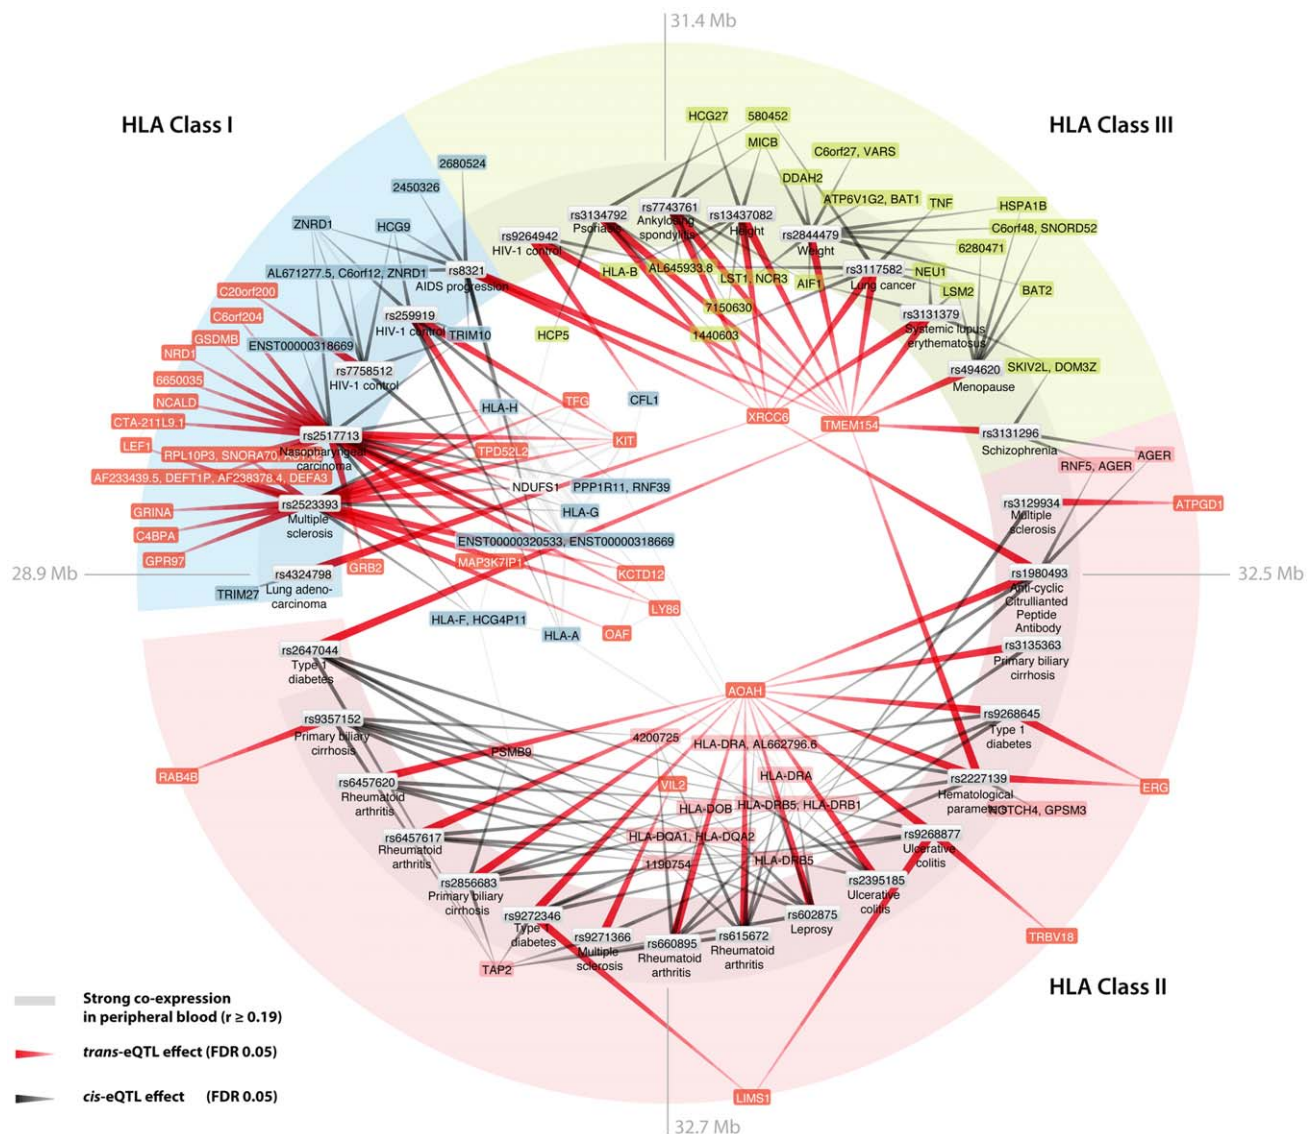 31.4 Mb
HLA Class I
HLA Class III
HCG27
580452
MICB
C6orf27, VARS
2680524
DDAH2
2450326
ATP6V1G2, BAT1
TNF
HSPA1B
ZNRD1
HCG9
rs3134792
Psoriasis
rs7743761
Ankylosing
spondylitis
rs13437082
Height
rs2844479
Weight
C6orf48, SNORD52
rs9264942
HIV-1 control
6280471
AL671277.5, C6orf12, ZNRD1
rs8321
AIDS progression
HLA-B
AL645933.8
LST1, NCR3
AIF1
rs3117582
Lung cancer
NEU1
LSM2
BAT2
C20orf200
C6orf204
rs259919
HIV-1 control
7150630
rs3131379
Systemic lupus
erythematosus
GSDMB
TRIM10
HCP5
1440603
ENST00000318669
NRD1
rs7758512
HIV-1 control
rs494620
Menopause
SKIV2L, DOM3Z
6650035
NCALD
HLA-H
TFG
CFL1
CTA-211L9.1
XRCC6
TMEM154
rs2517713
Nasopharyngeal
carcinoma
KIT
rs3131296
Schizophrenia
LEF1
RPL10P3, SNORA70,
TPD52L2
AGER
RNF5, AGER
AF233439.5, DEFT1P, AF238378.4, DEFA3
NDUFS1
PPP1R11, RNF39
rs2523393
Multiple
sclerosis
rs3129934
Multiple
sclerosis
ATPGD1
GRINA
HLA-G
C4BPA
ENST00000320533, ENST00000318669
GPR97
GRB2
MAP3K7IP1
KCTD12
28.9 Mb
rs4324798
Lung adeno-
carcinoma
TRIM27
rs1980493
Anti-cyclic
Citrullianted
Peptide
Antibody
32.5 Mb
LY86
HLA-F, HCG4P11
HLA-A
OAF
rs2647044
Type 1
diabetes
rs3135363
Primary biliary
cirrhosis
AOAH
rs9357152
Primary biliary
cirrhosis
rs9268645
Type 1
diabetes
4200725
HLA-DRA, AL662796.6
PSMB9
RAB4B
rs6457620
Rheumatoid
arthritis
VIL2
HLA-DRA
rs2227139
Hematological
parameters
ERG
HLA-DOB
HLA-DRB5, HLA-DRB1
NOTCH4, GPSM3
rs6457617
Rheumatoid
arthritis
HLA-DQA1, HLA-DQA2
rs9268877
Ulcerative
colitis
1190754
HLA-DRB5
rs2856683
Primary biliary
cirrhosis
rs2395185
Ulcerative
colitis
rs9272346
Type 1
diabetes
rs9271366
Multiple
sclerosis
rs660895
Rheumatoid
arthritis
rs615672
Rheumatoid
arthritis
rs602875
Leprosy
TRBV18
TAP2
HLA Class II
Strong co-expression
in peripheral blood (r ≥ 0.19)
trans-eQTL effect (FDR 0.05)
cis-eQTL effect (FDR 0.05)
LIMS1
32.7 Mb